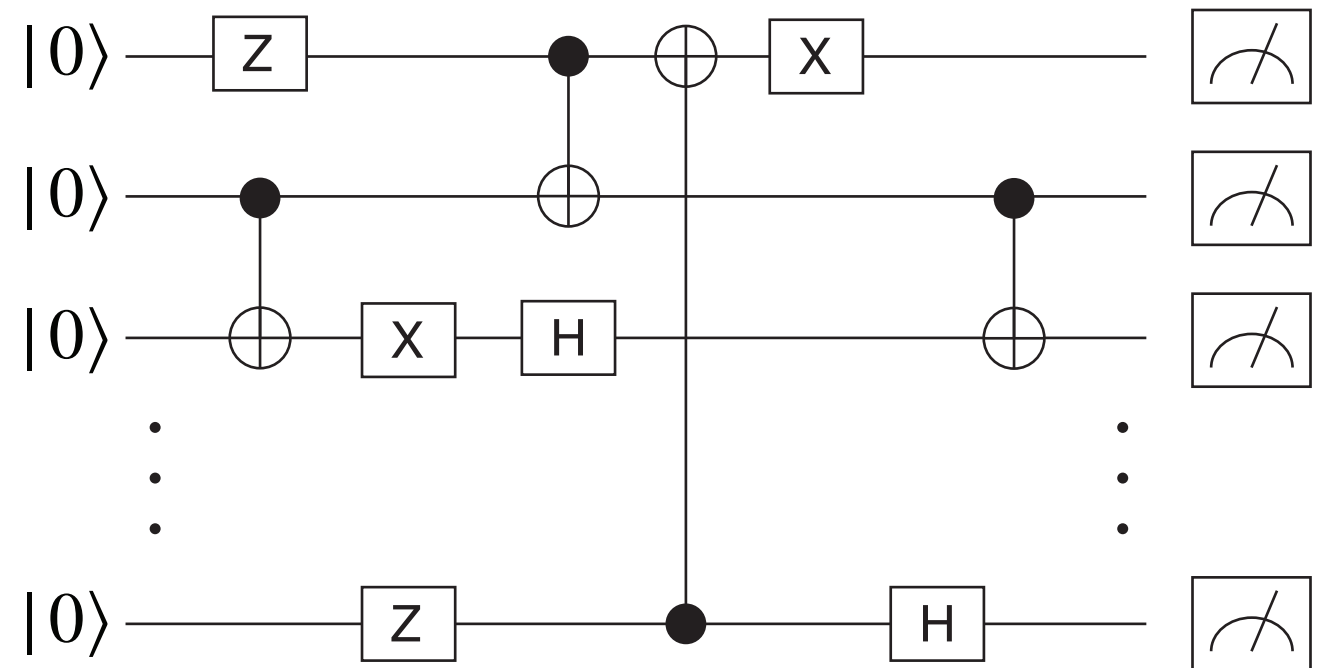 |0⟩ Z X
|0⟩
|0⟩ X H
|0⟩ Z H